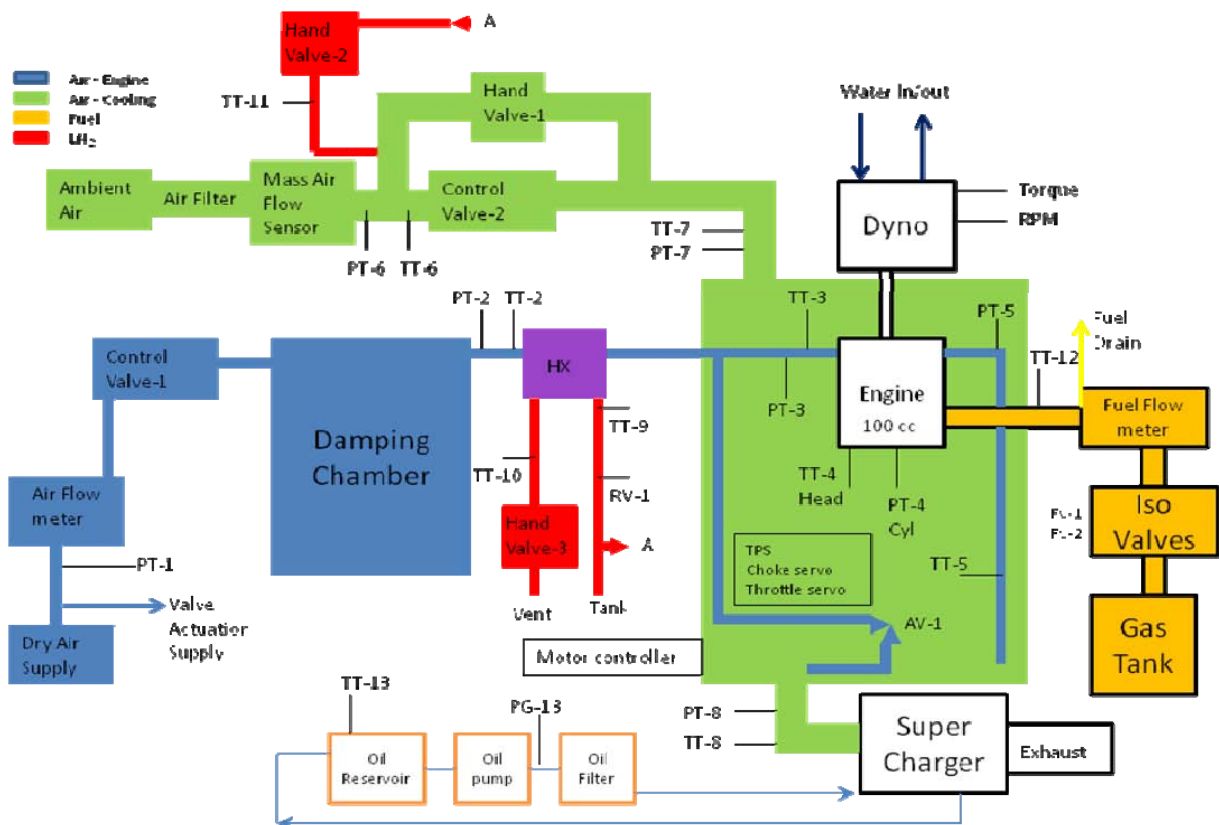 Hand
Valve-2
A
Air - Engine
Air - Cooling
Fuel
LN₂
TT-11
Hand
Valve-1
Water In/out
Ambient
Air
Air Filter
Mass Air
Flow
Sensor
Control
Valve-2
Torque
RPM
Dyno
TT-7
PT-7
PT-6
TT-6
PT-2
TT-2
TT-3
PT-5
Fuel
Drain
TT-12
Control
Valve-1
HX
PT-3
Engine
100 cc
Fuel Flow
meter
Damping
Chamber
TT-9
TT-10
RV-1
TT-4
Head
PT-4
Cyl
Air Flow
meter
Iso
Valves
Hand
Valve-3
A
PT-1
TPS
Choke servo
Throttle servo
TT-5
Valve
Actuation
Supply
Vent
Tank
AV-1
Gas
Tank
Dry Air
Supply
Motor controller
TT-13
PG-13
PT-8
TT-8
Super
Charger
Exhaust
Oil
Reservoir
Oil
pump
Oil
Filter